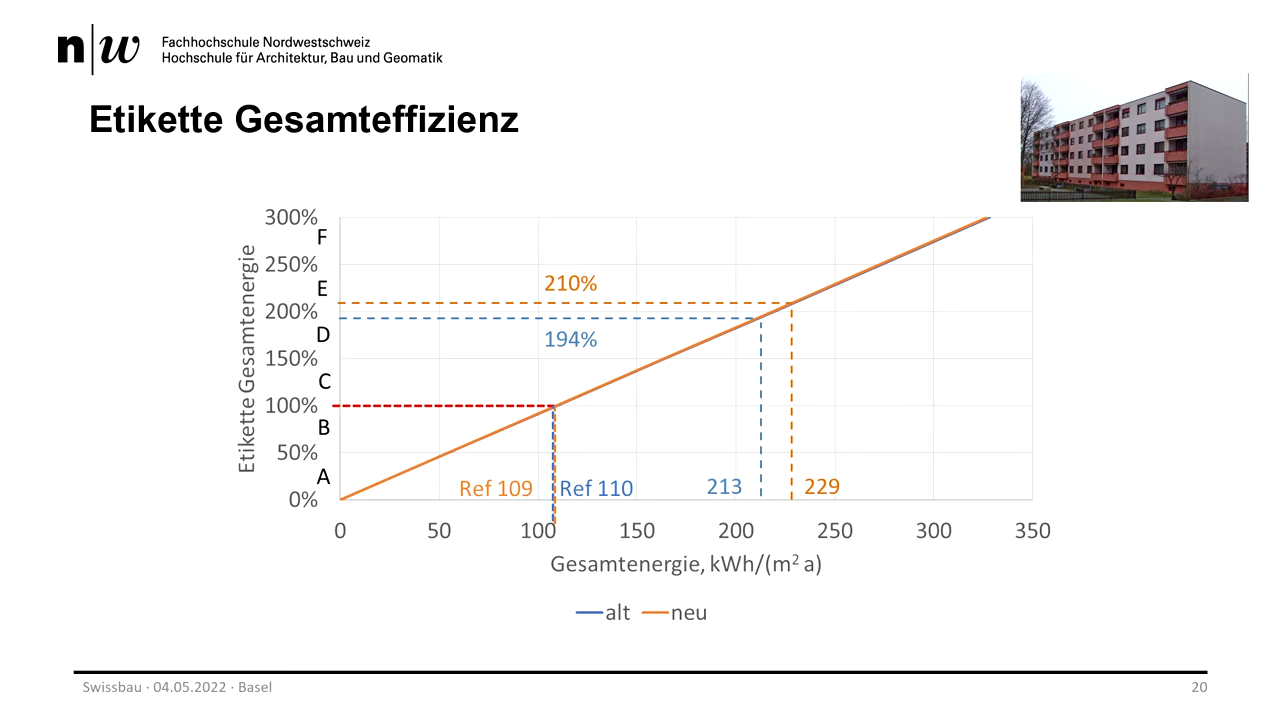 n|w
Fachhochschule Nordwestschweiz
Hochschule für Architektur, Bau und Geomatik
Etikette Gesamteffizienz
Etikette Gesamtenergie
300%
F
250%
E
200%
D
150%
C
100%
B
50%
A
0%
210%
194%
Ref 109
Ref 110
213
229
0 50 100 150 200 250 300 350
Gesamtenergie, kWh/(m² a)
alt neu
Swissbau · 04.05.2022 · Basel
20